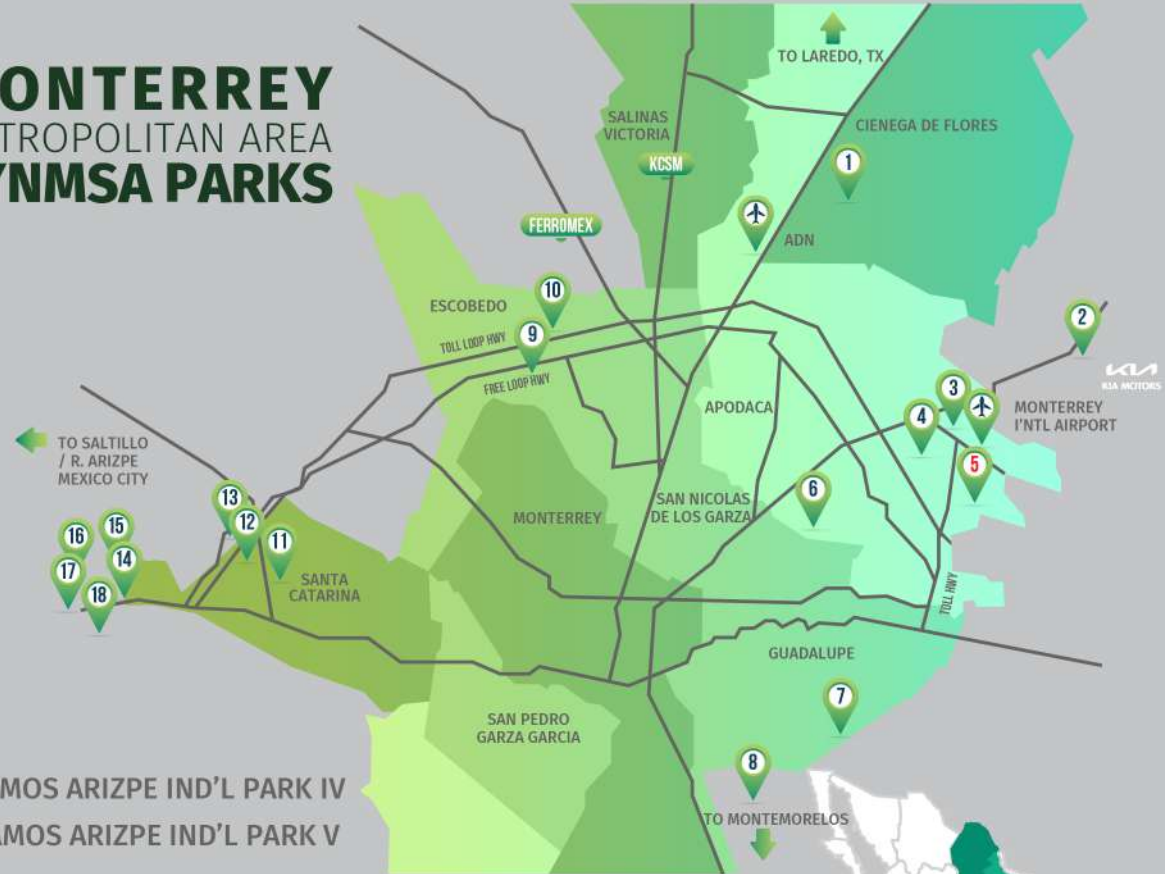 ONTERREY
TROPOLITAN AREA
YNMSA PARKS
TO LAREDO, TX
SALINAS
VICTORIA
CIENEGA DE FLORES
KCSM
1
FERROMEX
ADN
10
ESCOBEDO
2
9
TOLL LOOP HWY
FREE LOOP HWY
KIA
KIA MOTORS
3
4
APODACA
MONTERREY
I'NTL AIRPORT
TO SALTILLO
/ R. ARIZPE
MEXICO CITY
5
6
13
12
11
SAN NICOLAS
DE LOS GARZA
MONTERREY
16
15
14
17
18
SANTA
CATARINA
TOLL HWY
GUADALUPE
7
SAN PEDRO
GARZA GARCIA
8
MOS ARIZPE IND'L PARK IV
AMOS ARIZPE IND'L PARK V
TO MONTEMORELOS